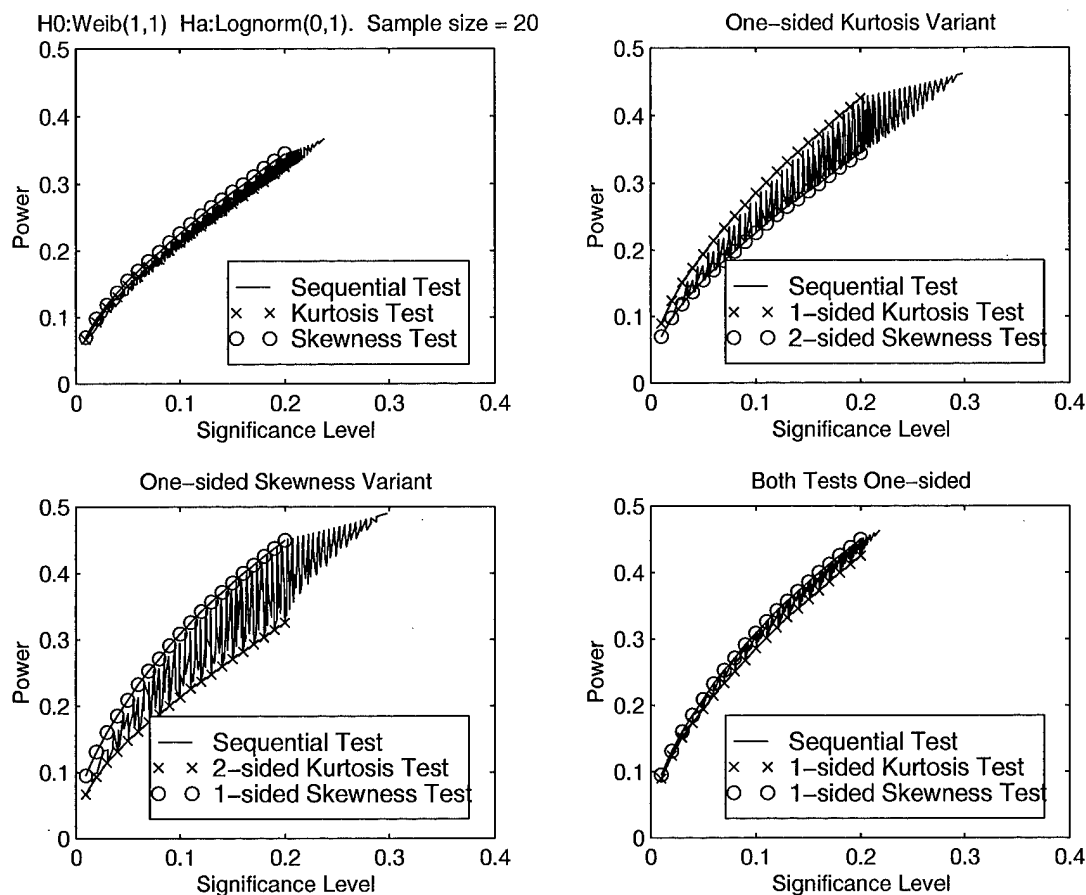 H0:Weib(1,1) Ha:Lognorm(0,1). Sample size = 20
0.5
0.4
0.3
0.2
0.1
0
Power
0
0.1
0.2
0.3
0.4
Significance Level
Sequential Test
Kurtosis Test
Skewness Test
One-sided Kurtosis Variant
0.5
0.4
0.3
0.2
0.1
0
Power
0
0.1
0.2
0.3
0.4
Significance Level
Sequential Test
1-sided Kurtosis Test
2-sided Skewness Test
One-sided Skewness Variant
0.5
0.4
0.3
0.2
0.1
0
Power
0
0.1
0.2
0.3
0.4
Significance Level
Sequential Test
2-sided Kurtosis Test
1-sided Skewness Test
Both Tests One-sided
0.5
0.4
0.3
0.2
0.1
0
Power
0
0.1
0.2
0.3
0.4
Significance Level
Sequential Test
1-sided Kurtosis Test
1-sided Skewness Test